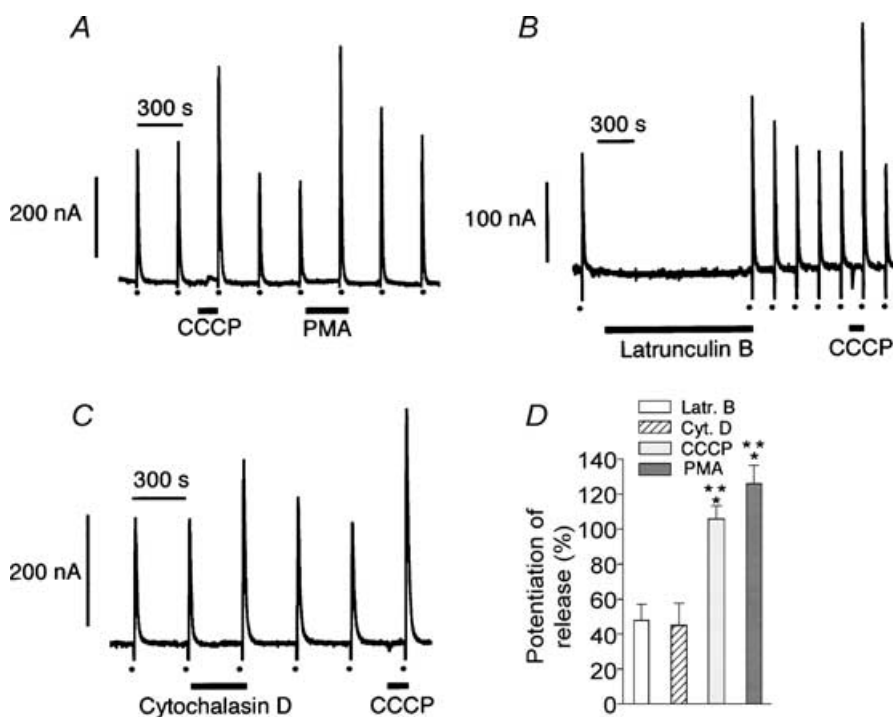 A
300 s
200 nA
CCCP
PMA
B
300 s
100 nA
Latrunculin B
CCCP
C
300 s
200 nA
Cytochalasin D
CCCP
D
Latr. B
Cyt. D
CCCP
PMA
Potentiation of
release (%)
140
120
100
80
60
40
20
0
★★
★
★★
★